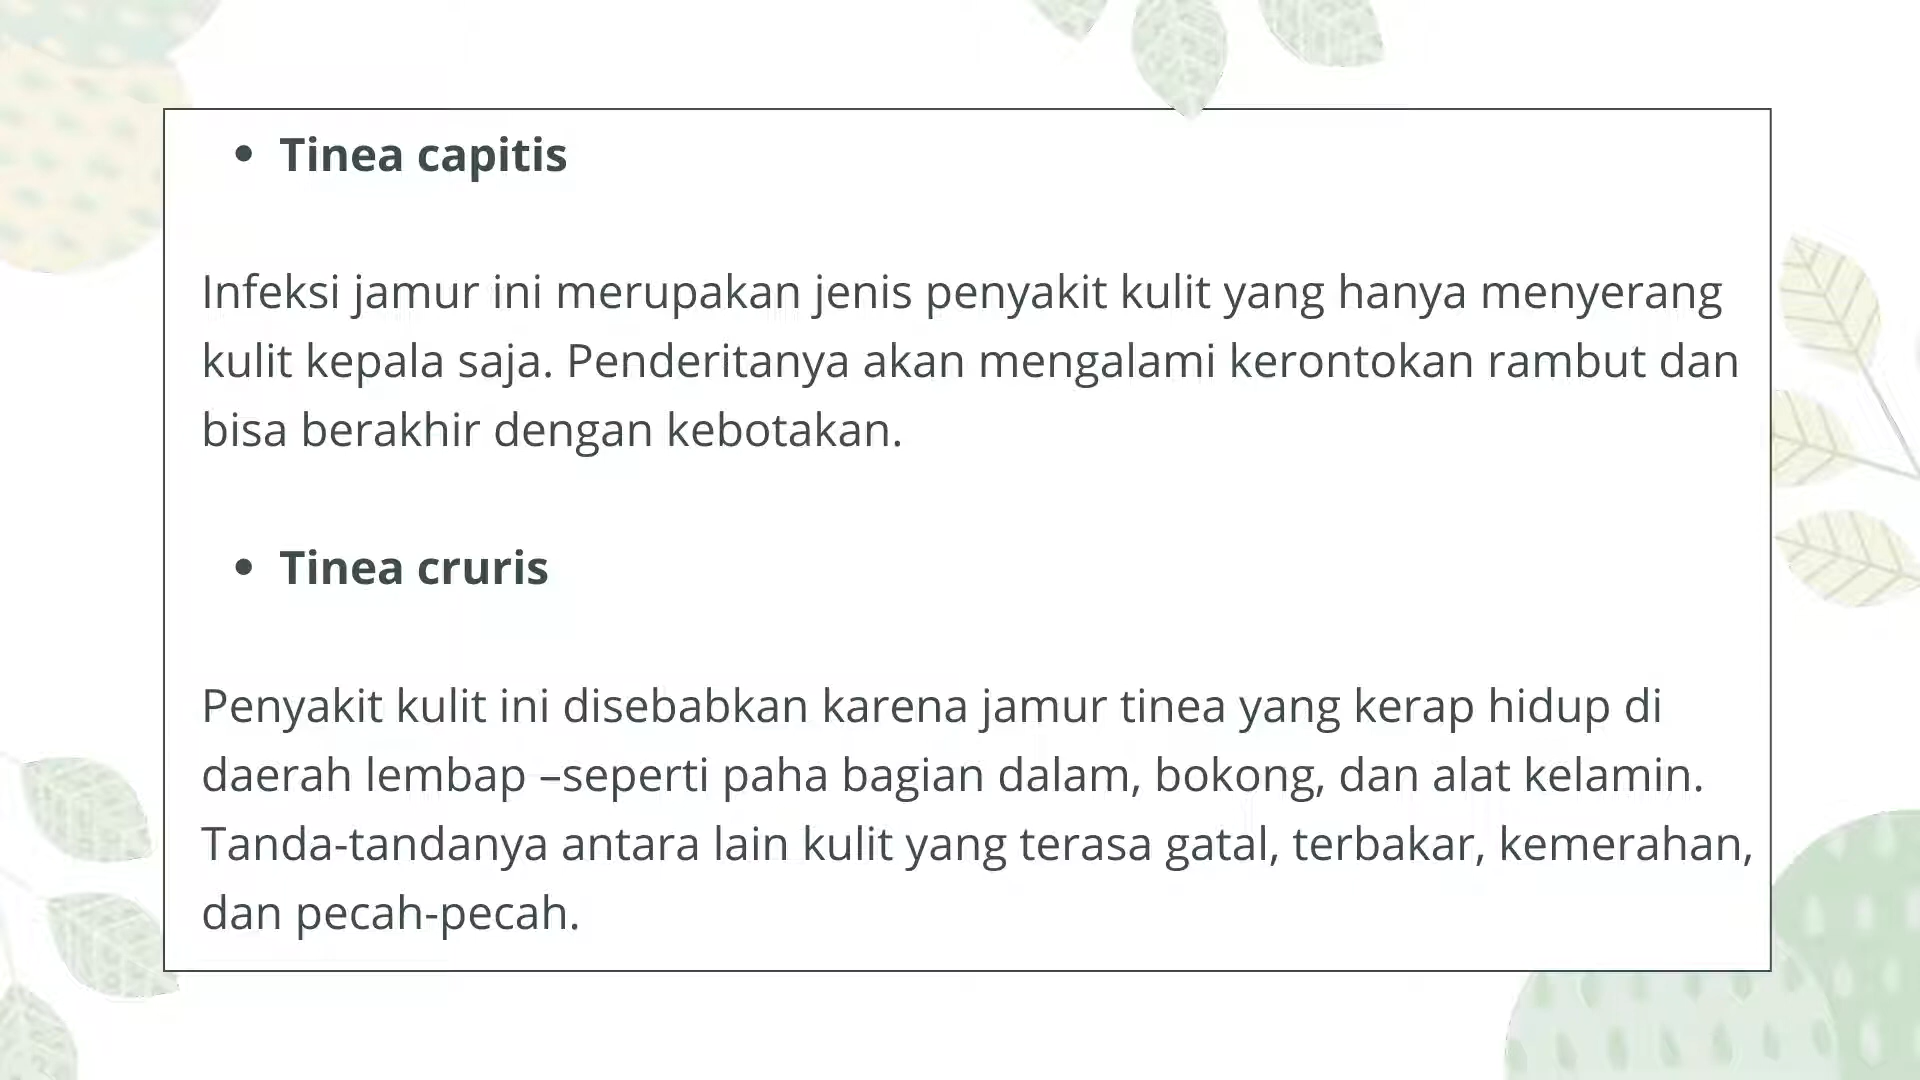 • Tinea capitis
Infeksi jamur ini merupakan jenis penyakit kulit yang hanya menyerang
kulit kepala saja. Penderitanya akan mengalami kerontokan rambut dan
bisa berakhir dengan kebotakan.
• Tinea cruris
Penyakit kulit ini disebabkan karena jamur tinea yang kerap hidup di
daerah lembap –seperti paha bagian dalam, bokong, dan alat kelamin.
Tanda-tandanya antara lain kulit yang terasa gatal, terbakar, kemerahan,
dan pecah-pecah.